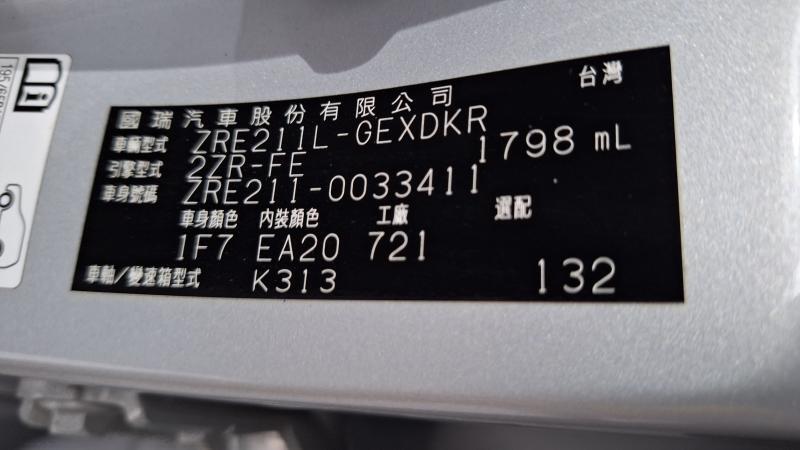 台灣
國瑞汽車股份有限公司
車輛型式 ZRE211L-GEXDKR
引擎型式 2ZR-FE 1798 mL
車身號碼 ZRE211-0033411
車身顏色 內裝顏色 工廠 選配
1F7 EA20 721
車軸/變速箱型式 K313 132